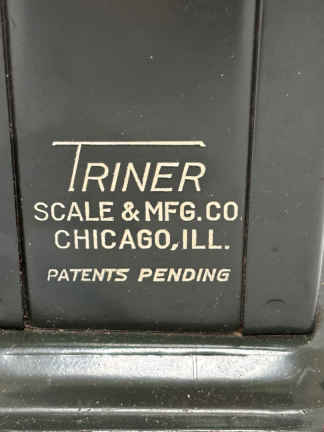 TRINER
SCALE & MFG. CO.
CHICAGO, ILL.
PATENTS PENDING